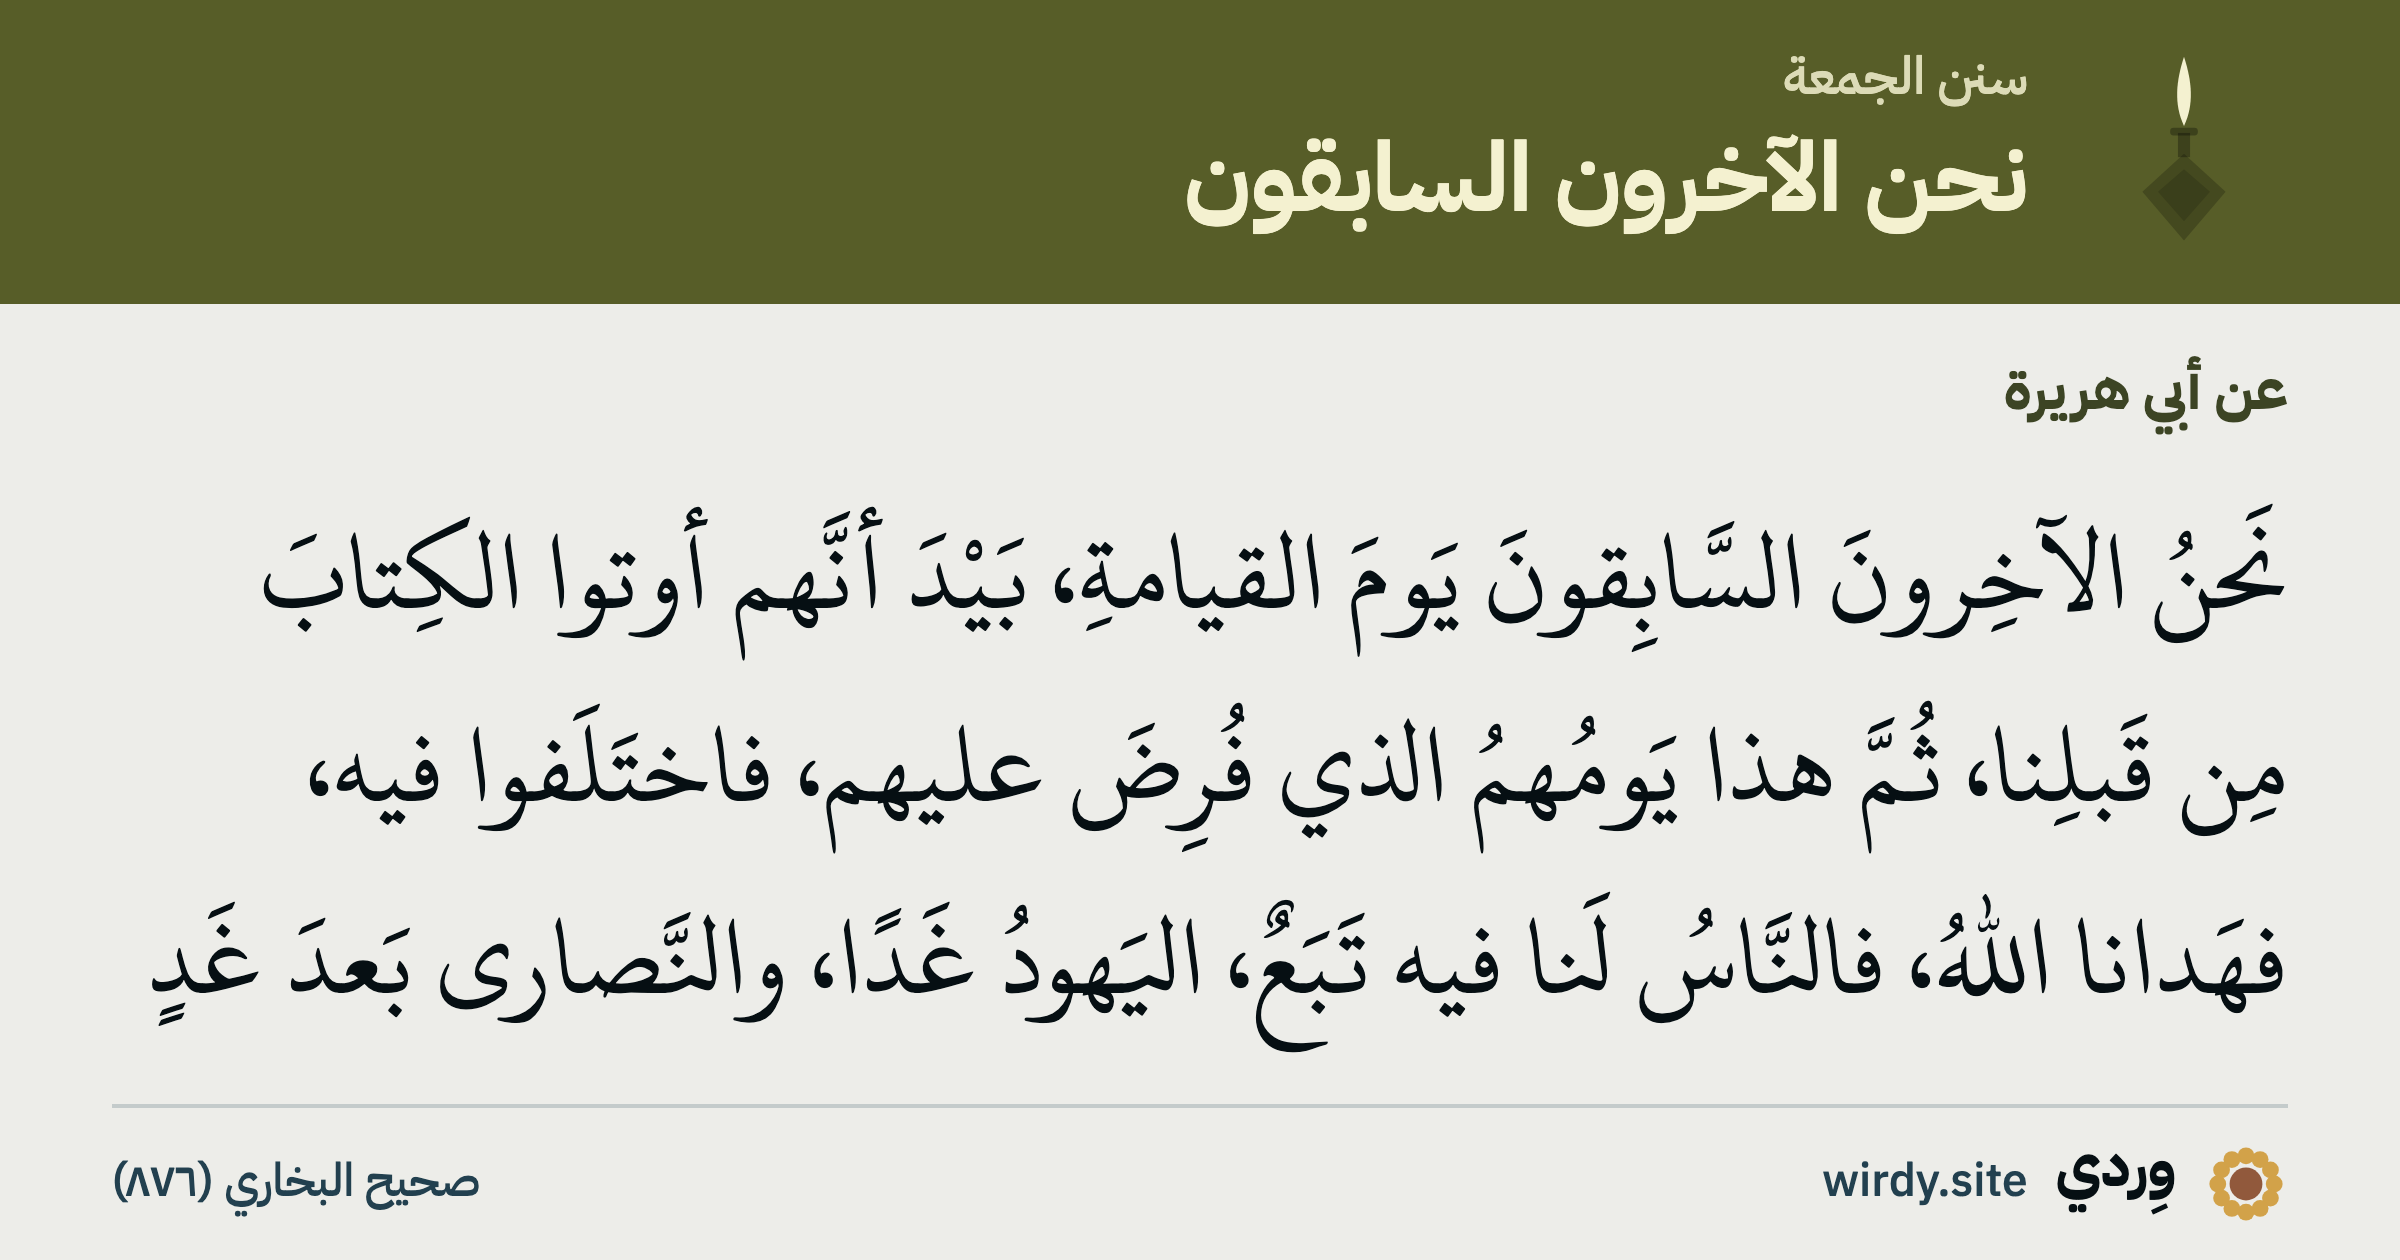 سنن الجمعة
نحن الآخرون السابقون
عن أبي هريرة
نَحنُ الآخِرونَ السَّابِقونَ يَومَ القيامةِ، بَيْدَ أنَّهم أوتوا الكِتابَ
مِن قَبلِنا، ثُمَّ هذا يَومُهمُ الذي فُرِضَ عليهم، فاختَلَفوا فيه،
فهَدانا اللهُ، فالنَّاسُ لَنا فيه تَبَعٌ، اليَهودُ غَدًا، والنَّصارى بَعدَ غَدٍ
وِردي wirdy.site
صحيح البخاري (٨٧٦)